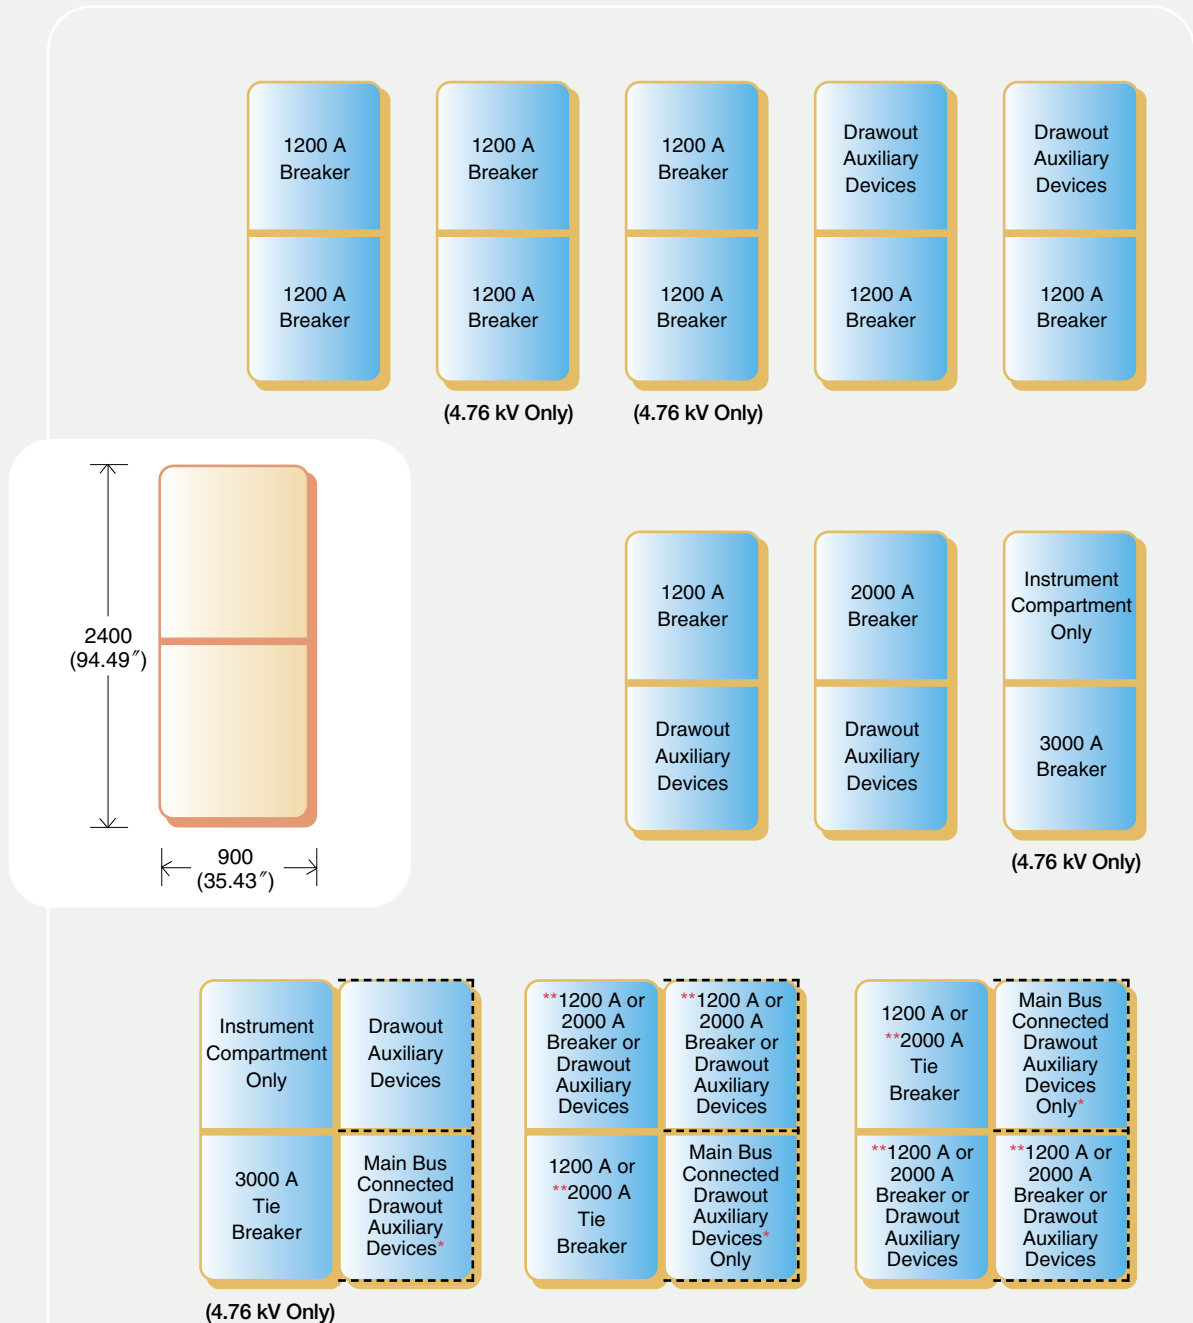 1200 A
Breaker
1200 A
Breaker
1200 A
Breaker
1200 A
Breaker
1200 A
Breaker
1200 A
Breaker
Drawout
Auxiliary
Devices
1200 A
Breaker
Drawout
Auxiliary
Devices
1200 A
Breaker
(4.76 kV Only)
(4.76 kV Only)
2400
(94.49″)
900
(35.43″)
1200 A
Breaker
Drawout
Auxiliary
Devices
2000 A
Breaker
Drawout
Auxiliary
Devices
Instrument
Compartment
Only
3000 A
Breaker
(4.76 kV Only)
Instrument
Compartment
Only
Drawout
Auxiliary
Devices
3000 A
Tie
Breaker
Main Bus
Connected
Drawout
Auxiliary
Devices*
(4.76 kV Only)
**1200 A or
2000 A
Breaker or
Drawout
Auxiliary
Devices
**1200 A or
2000 A
Breaker or
Drawout
Auxiliary
Devices
1200 A or
**2000 A
Tie
Breaker
Main Bus
Connected
Drawout
Auxiliary
Devices*
Only
1200 A or
**2000 A
Tie
Breaker
Main Bus
Connected
Drawout
Auxiliary
Devices
Only*
**1200 A or
2000 A
Breaker or
Drawout
Auxiliary
Devices
**1200 A or
2000 A
Breaker or
Drawout
Auxiliary
Devices